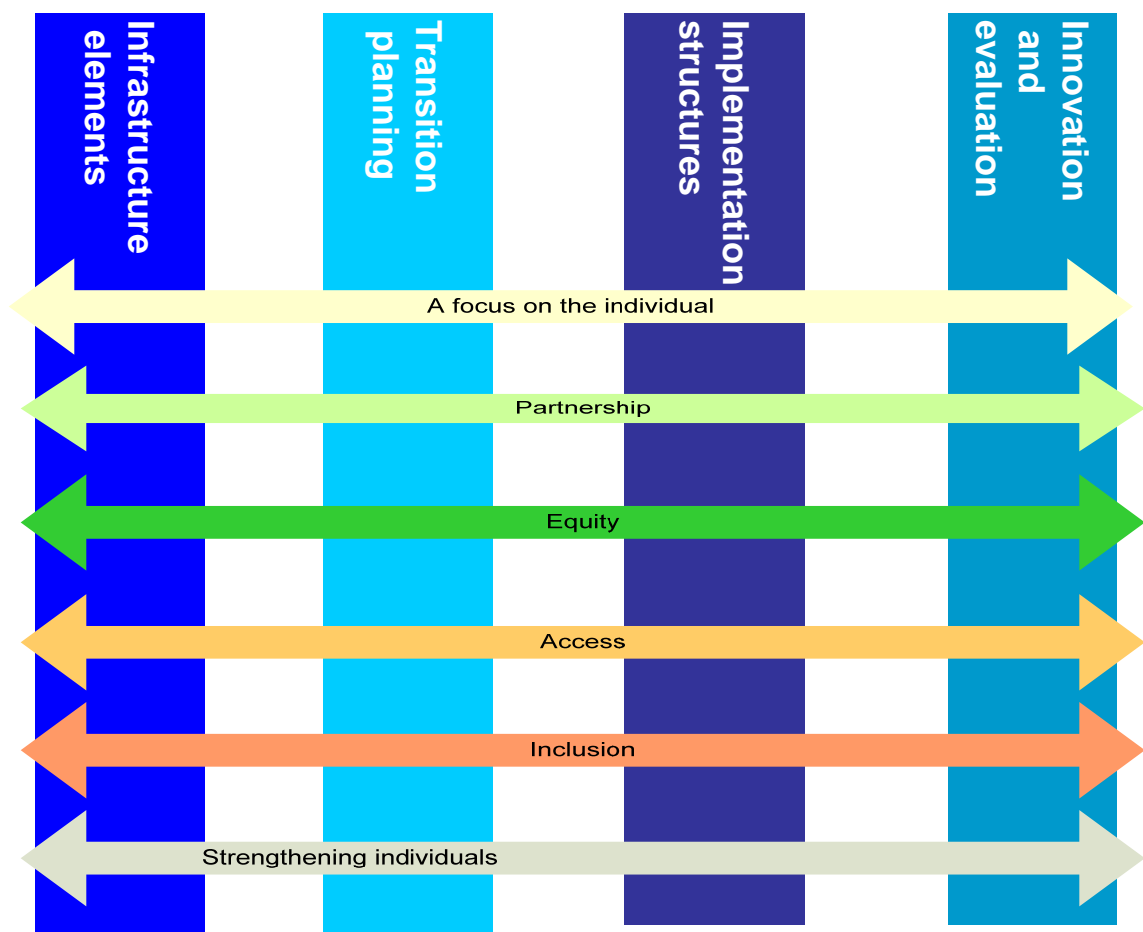 Infrastructure
elements
Transition
planning
Implementation
structures
Innovation
and
evaluation
A focus on the individual
Partnership
Equity
Access
Inclusion
Strengthening individuals